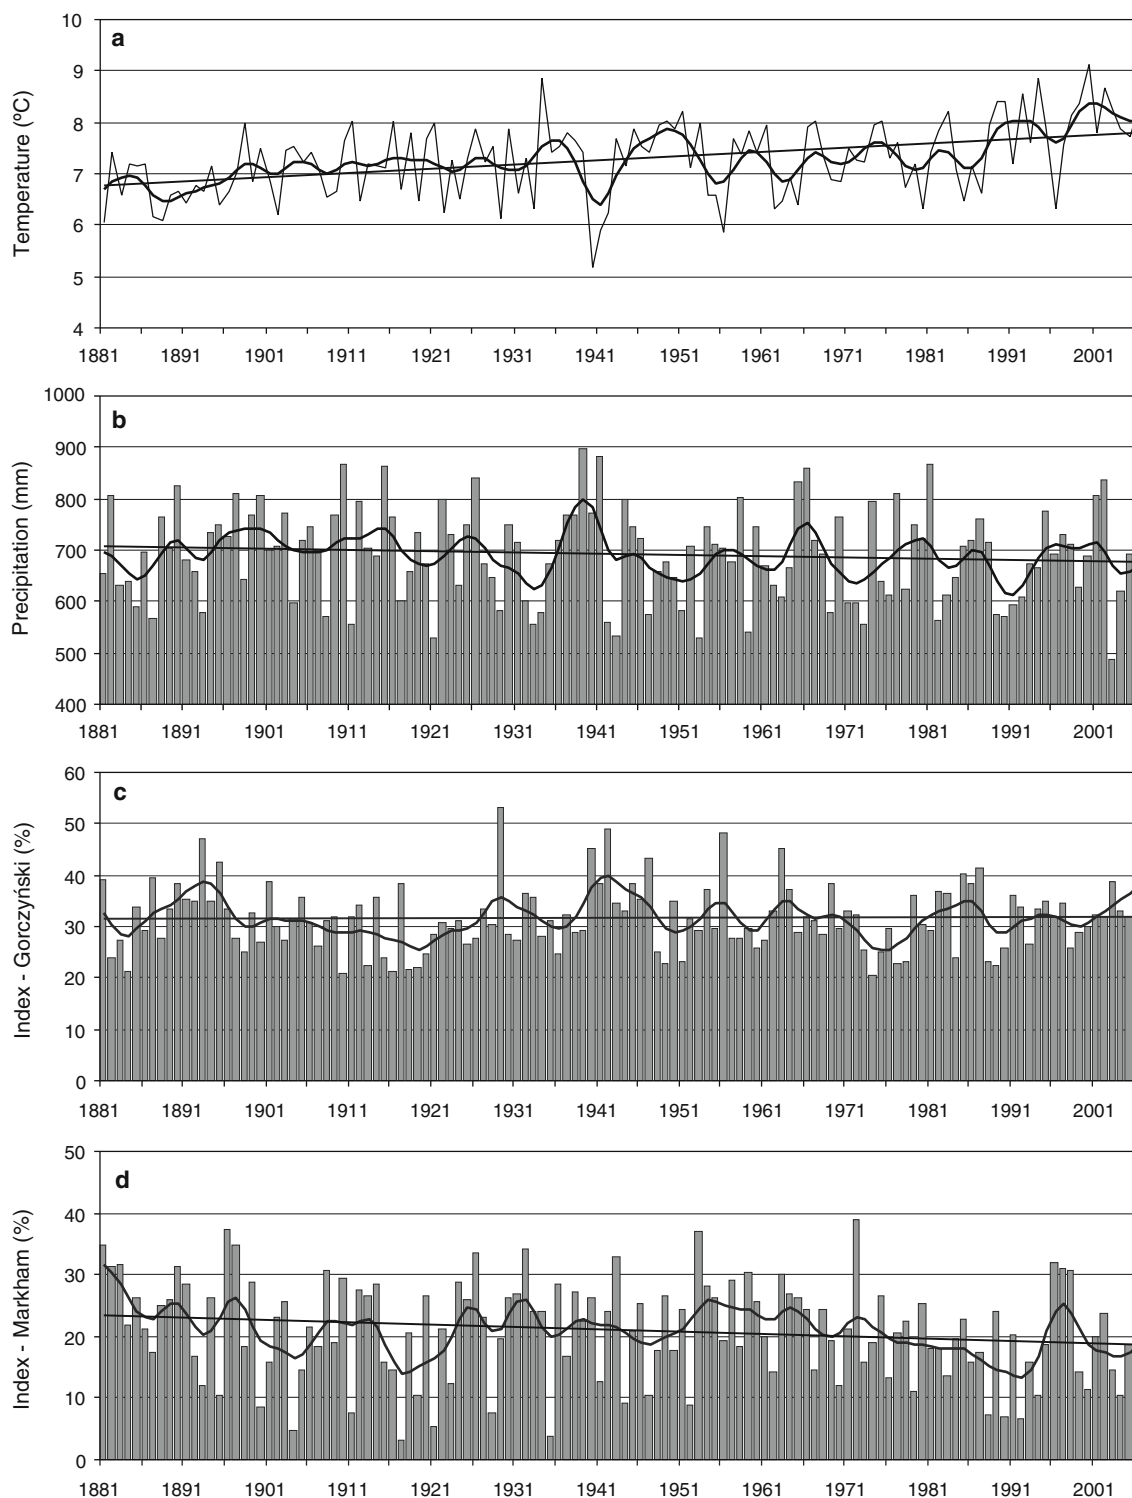 a
Temperature (ºC)
10
9
8
7
6
5
4
1881 1891 1901 1911 1921 1931 1941 1951 1961 1971 1981 1991 2001
b
Precipitation (mm)
1000
900
800
700
600
500
400
1881 1891 1901 1911 1921 1931 1941 1951 1961 1971 1981 1991 2001
c
Index - Gorczyński (%)
60
50
40
30
20
10
0
1881 1891 1901 1911 1921 1931 1941 1951 1961 1971 1981 1991 2001
d
Index - Markham (%)
50
40
30
20
10
0
1881 1891 1901 1911 1921 1931 1941 1951 1961 1971 1981 1991 2001